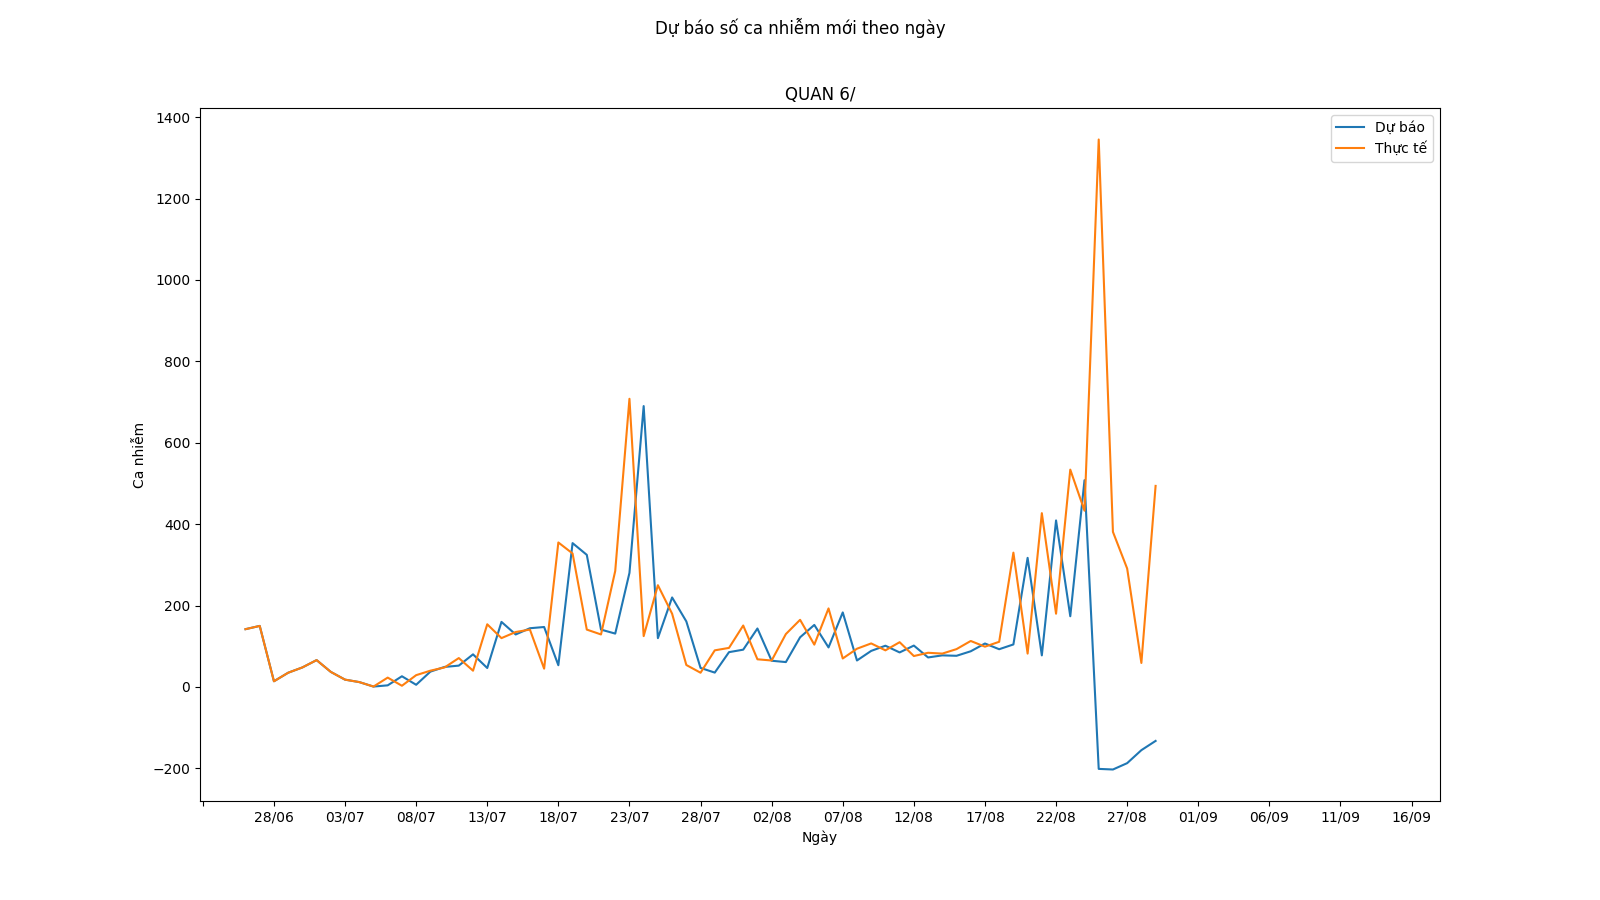 Dự báo số ca nhiễm mới theo ngày
QUAN 6/
Dự báo
Thực tế
1400
1200
1000
800
600
400
200
0
−200
Ca nhiễm
28/06 03/07 08/07 13/07 18/07 23/07 28/07 02/08 07/08 12/08 17/08 22/08 27/08 01/09 06/09 11/09 16/09
Ngày